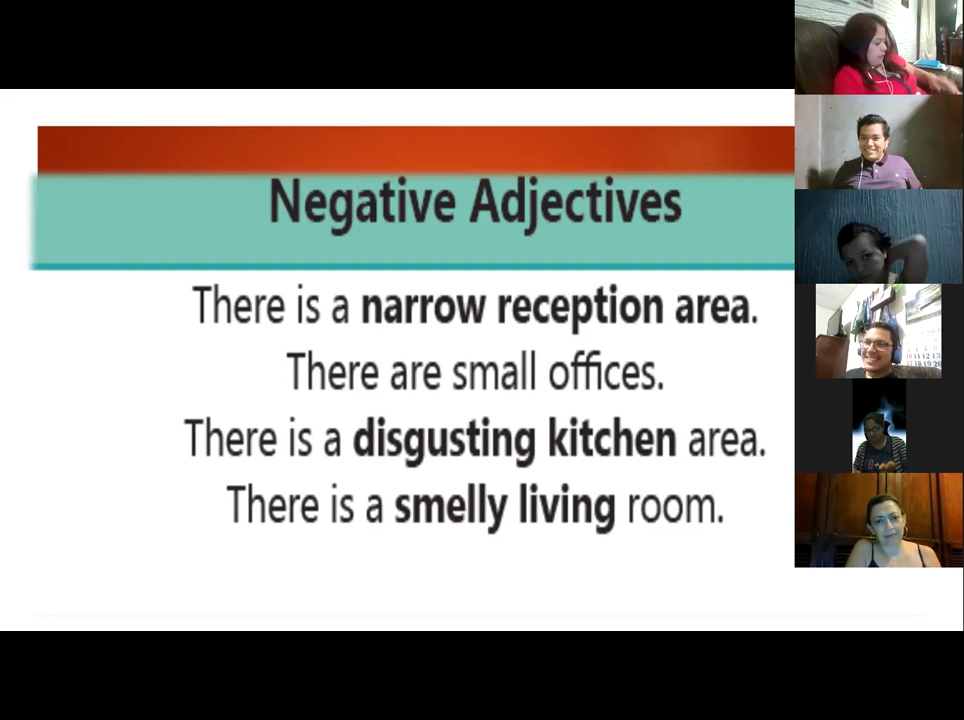 Negative Adjectives
There is a narrow reception area.
There are small offices.
There is a disgusting kitchen area.
There is a smelly living room.